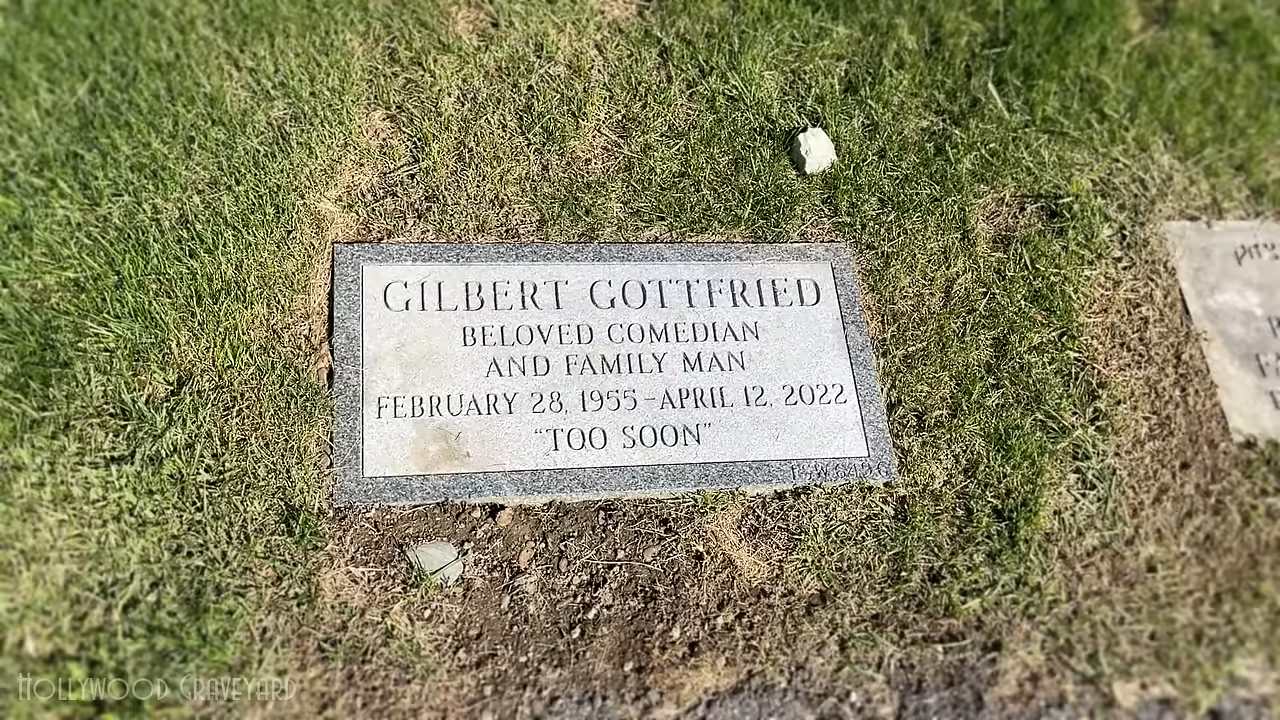 GILBERT GOTTFRIED
BELOVED COMEDIAN
AND FAMILY MAN
FEBRUARY 28, 1955 – APRIL 12, 2022
"TOO SOON"
HOLLYWOOD GRAVEYARD